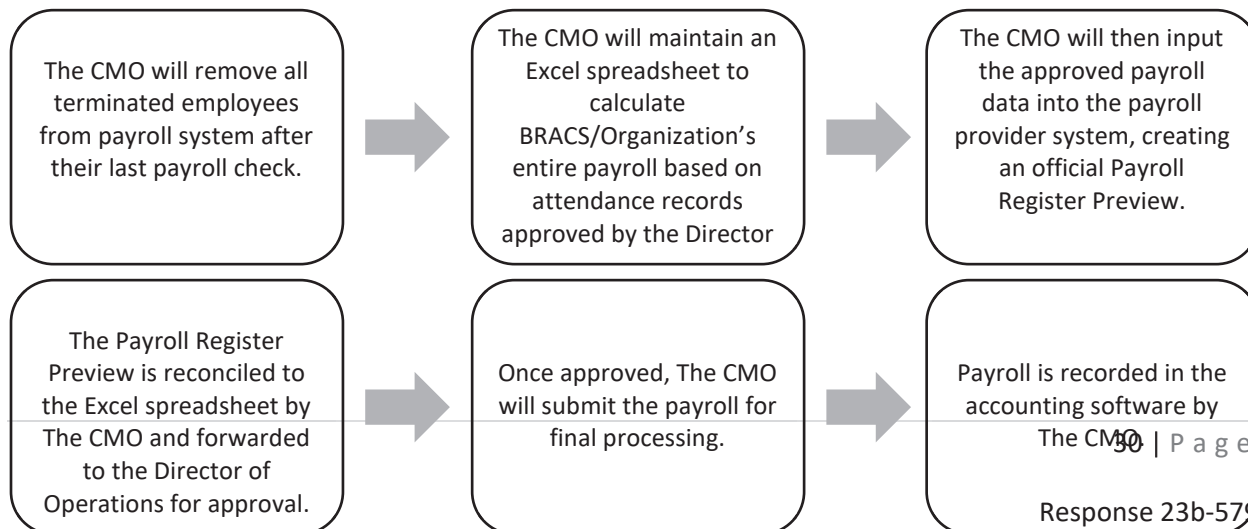 The CMO will remove all
terminated employees
from payroll system after
their last payroll check.
The CMO will maintain an
Excel spreadsheet to
calculate
BRACS/Organization’s
entire payroll based on
attendance records
approved by the Director
The CMO will then input
the approved payroll
data into the payroll
provider system, creating
an official Payroll
Register Preview.
The Payroll Register
Preview is reconciled to
the Excel spreadsheet by
The CMO and forwarded
to the Director of
Operations for approval.
Once approved, The CMO
will submit the payroll for
final processing.
Payroll is recorded in the
accounting software by
The CMO.
30 | P a g e
Response 23b-579